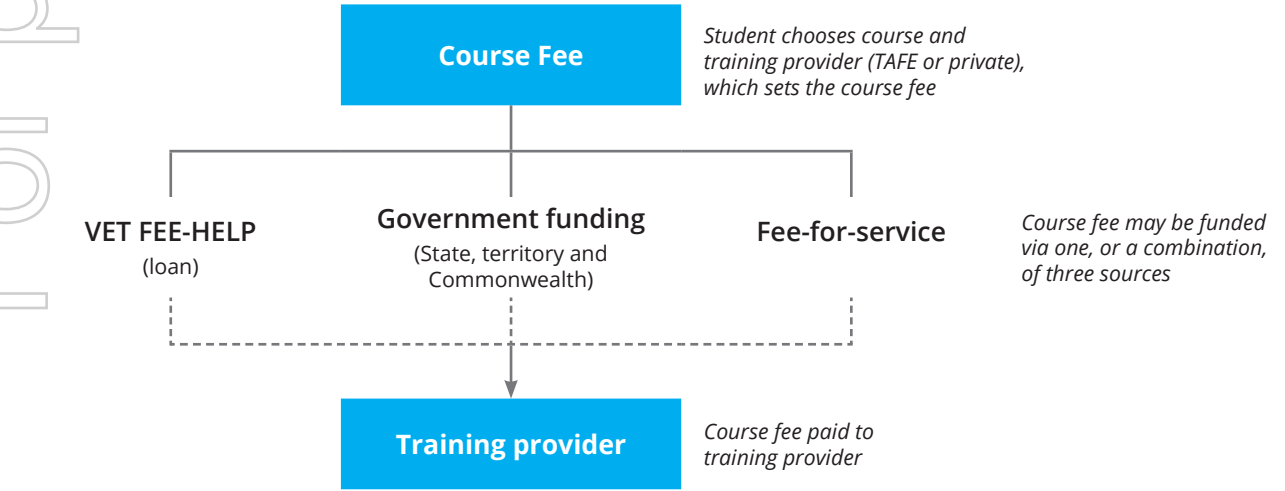 Course Fee
Student chooses course and
training provider (TAFE or private),
which sets the course fee
VET FEE-HELP
(loan)
Government funding
(State, territory and
Commonwealth)
Fee-for-service
Course fee may be funded
via one, or a combination,
of three sources
Training provider
Course fee paid to
training provider